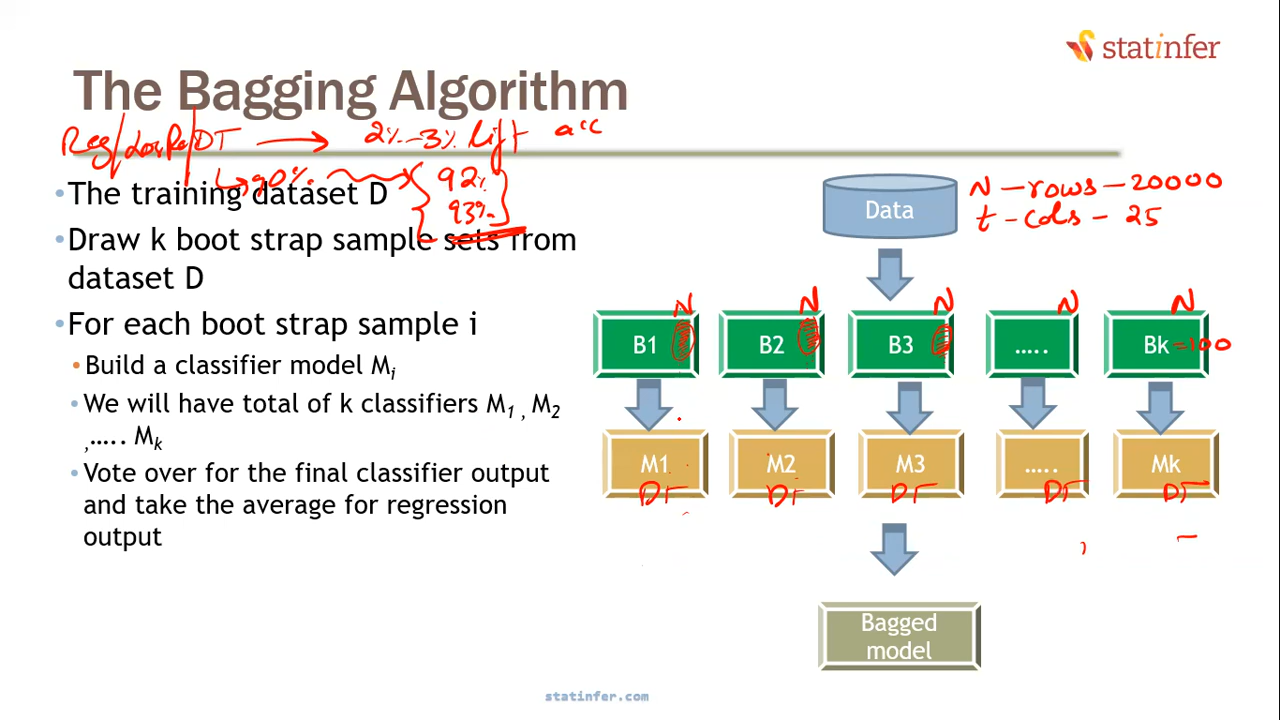 statinfer
The Bagging Algorithm
Reg/LogRe/DT → 2%-3% lift acc
↳90% → 92%
93%
•The training dataset D
•Draw k boot strap sample sets from
dataset D
•For each boot strap sample i
•Build a classifier model Mi
•We will have total of k classifiers M1 , M2
,….. Mk
•Vote over for the final classifier output
and take the average for regression
output
Data
N - rows - 20000
t - cols - 25
N N N N N
B1 B2 B3 ….. Bk =100
M1 M2 M3 ….. Mk
DT DT DT DT DT
Bagged
model
statinfer.com